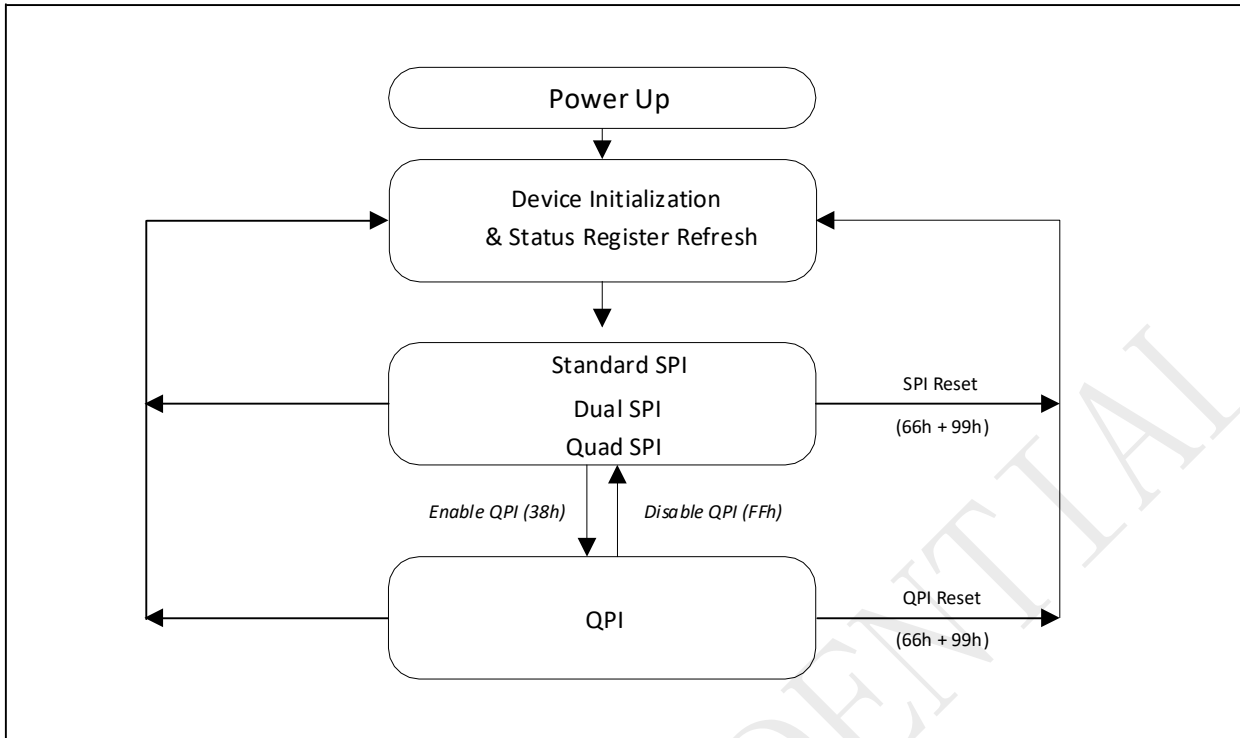 Power Up
Device Initialization
& Status Register Refresh
Standard SPI
Dual SPI
Quad SPI
SPI Reset
(66h + 99h)
Enable QPI (38h)
Disable QPI (FFh)
QPI
QPI Reset
(66h + 99h)
DENTIAL